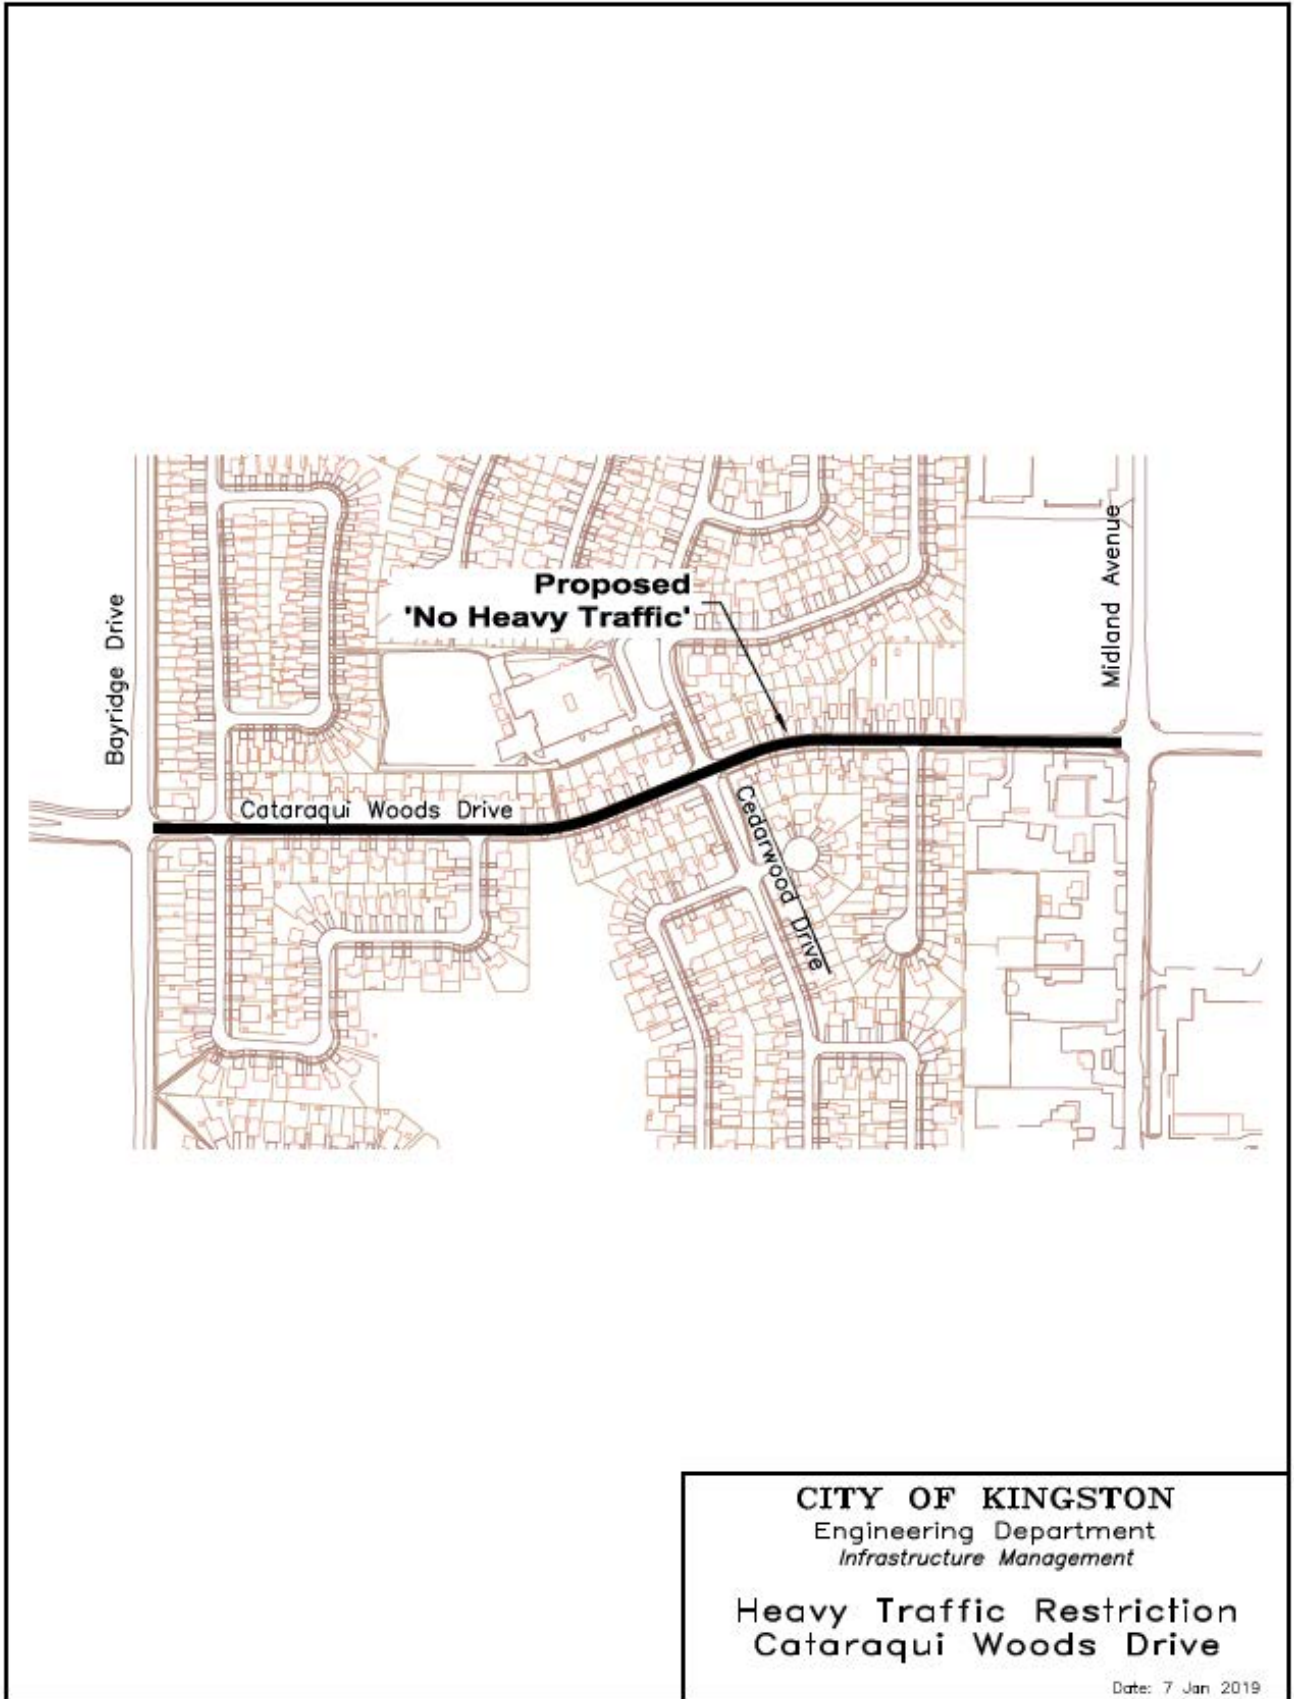 Proposed
'No Heavy Traffic'
Bayridge Drive
Midland Avenue
Cataraqui Woods Drive
Cedarwood Drive
CITY OF KINGSTON
Engineering Department
Infrastructure Management
Heavy Traffic Restriction
Cataraqui Woods Drive
Date: 7 Jan 2019